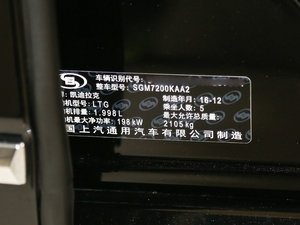 车辆识别代号:
整车型号: SGM7200KAA2
凯迪拉克 制造年月: 16-12
机型号: LTG 乘坐人数: 5
机排量: 1.998L 最大允许总质量:
机最大净功率: 198kW 2105kg
国上汽通用汽车有限公司制造